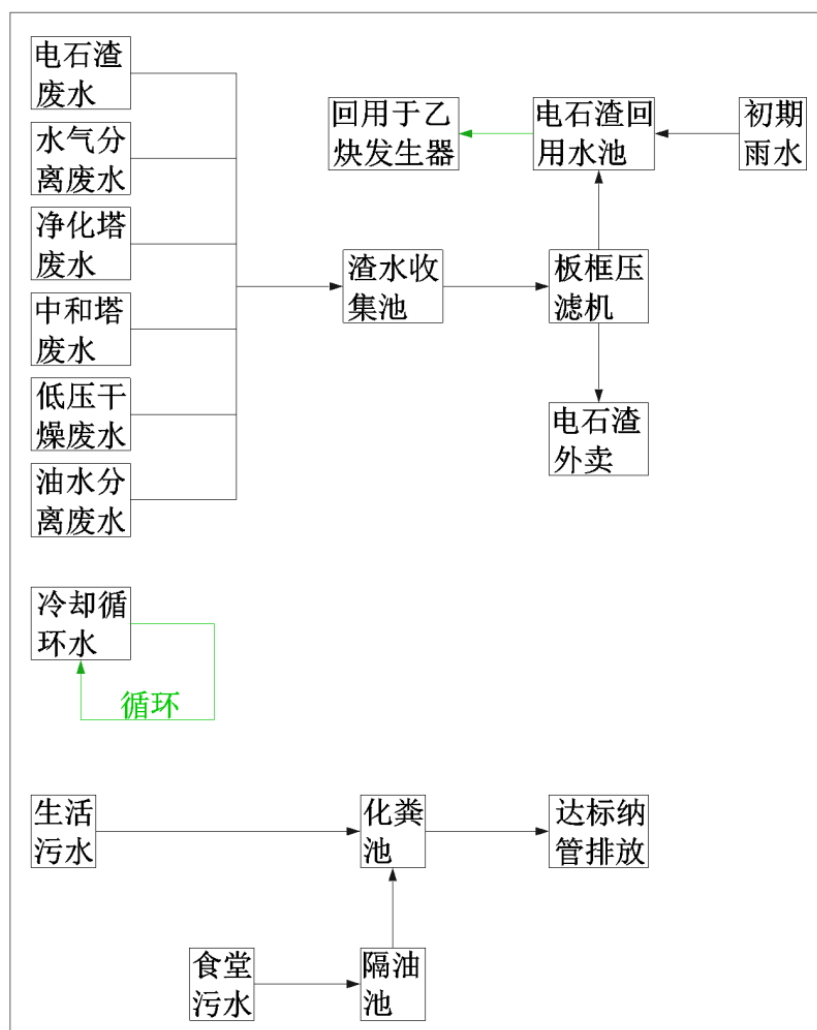 电石渣
废水
水气分
离废水
净化塔
废水
中和塔
废水
低压干
燥废水
油水分
离废水
渣水收
集池
回用于乙
炔发生器
电石渣回
用水池
初期
雨水
板框压
滤机
电石渣
外卖
冷却循
环水
循环
生活
污水
化粪
池
达标纳
管排放
食堂
污水
隔油
池